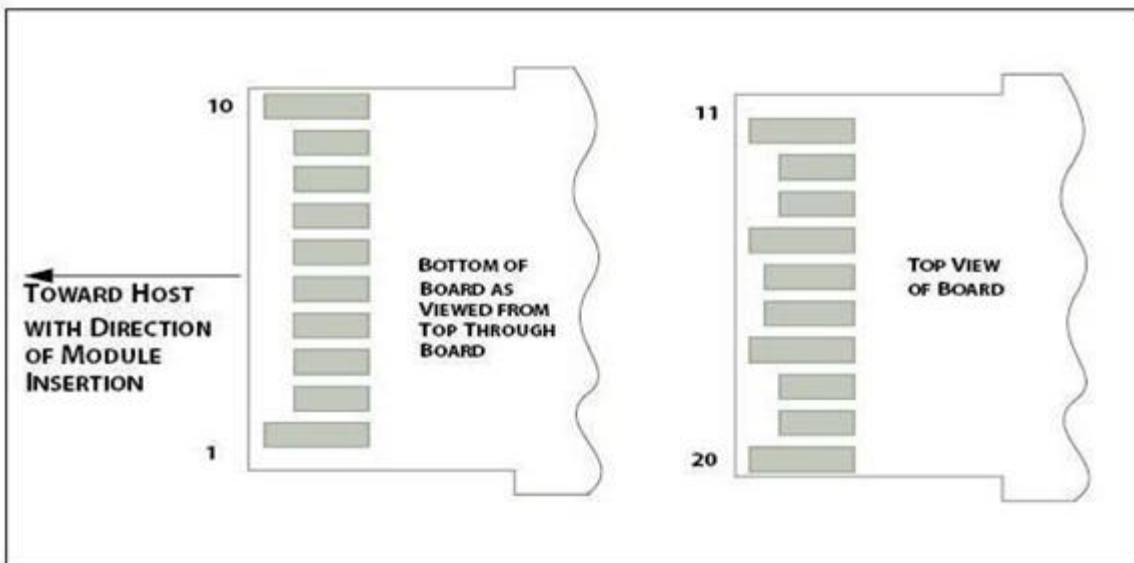 10
1
TOWARD HOST
WITH DIRECTION
OF MODULE
INSERTION
BOTTOM OF
BOARD AS
VIEWED FROM
TOP THROUGH
BOARD
11
20
TOP VIEW
OF BOARD